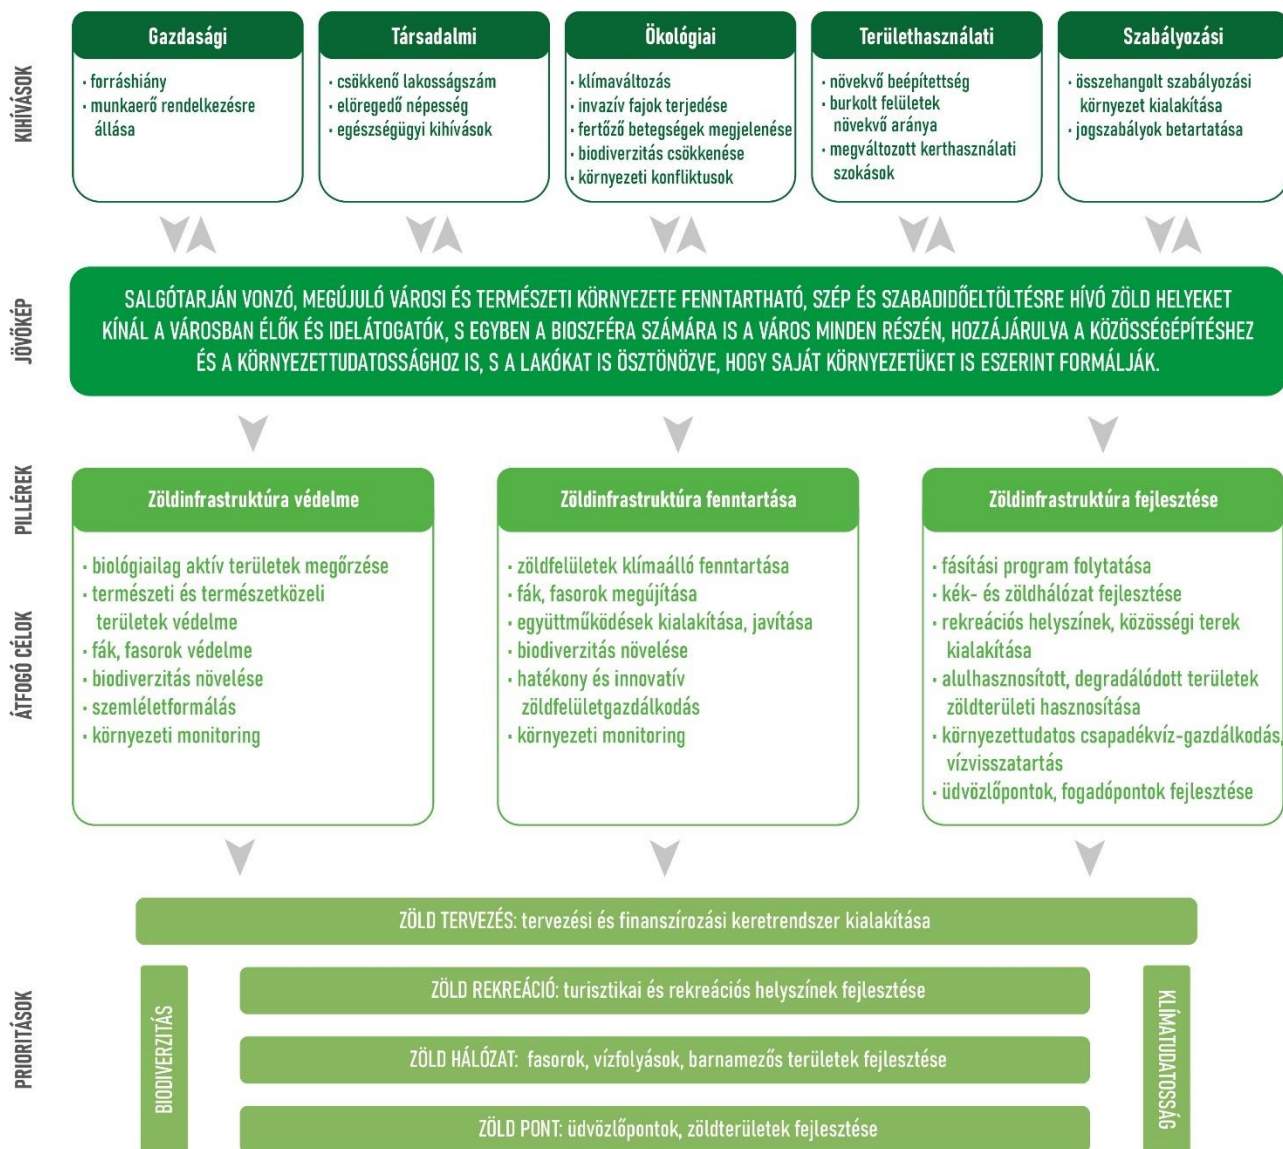 KIHÍVÁSOK
Gazdasági
· forráshiány
· munkaerő rendelkezésre
állása
Társadalmi
· csökkenő lakosságszám
· elöregedő népesség
· egészségügyi kihívások
Ökológiai
· klímaváltozás
· invazív fajok terjedése
· fertőző betegségek megjelenése
· biodiverzitás csökkenése
· környezeti konfliktusok
Területhasználati
· növekvő beépítettség
· burkolt felületek
növekvő aránya
· megváltozott kerthasználati
szokások
Szabályozási
· összehangolt szabályozási
környezet kialakítása
· jogszabályok betartatása
JÖVŐKÉP
SALGÓTARJÁN VONZÓ, MEGÚJULÓ VÁROSI ÉS TERMÉSZETI KÖRNYEZETE FENNTARTHATÓ, SZÉP ÉS SZABADIDŐELTÖLTÉSRE HÍVÓ ZÖLD HELYEKET
KÍNÁL A VÁROSBAN ÉLŐK ÉS IDELÁTOGATÓK, S EGYBEN A BIOSZFÉRA SZÁMÁRA IS A VÁROS MINDEN RÉSZÉN, HOZZÁJÁRULVA A KÖZÖSSÉGÉPÍTÉSHEZ
ÉS A KÖRNYEZETTUDATOSSÁGHOZ IS, S A LAKÓKAT IS ÖSZTÖNÖZVE, HOGY SAJÁT KÖRNYEZETÜKET IS ESZERINT FORMÁLJÁK.
PILLÉREK
ÁTFOGÓ CÉLOK
Zöldinfrastruktúra védelme
· biológiailag aktív területek megőrzése
· természeti és természetközeli
területek védelme
· fák, fasorok védelme
· biodiverzitás növelése
· szemléletformálás
· környezeti monitoring
Zöldinfrastruktúra fenntartása
· zöldfelületek klímaálló fenntartása
· fák, fasorok megújítása
· együttműködések kialakítása, javítása
· biodiverzitás növelése
· hatékony és innovatív
zöldfelületgazdálkodás
· környezeti monitoring
Zöldinfrastruktúra fejlesztése
· fásítási program folytatása
· kék- és zöldhálózat fejlesztése
· rekreációs helyszínek, közösségi terek
kialakítása
· alulhasznosított, degradálódott területek
zöldterületi hasznosítása
· környezettudatos csapadékvíz-gazdálkodás,
vízvisszatartás
· üdvözlőpontok, fogadópontok fejlesztése
PRIORITÁSOK
ZÖLD TERVEZÉS: tervezési és finanszírozási keretrendszer kialakítása
BIODIVERZITÁS
ZÖLD REKREÁCIÓ: turisztikai és rekreációs helyszínek fejlesztése
ZÖLD HÁLÓZAT: fasorok, vízfolyások, barnamezős területek fejlesztése
ZÖLD PONT: üdvözlőpontok, zöldterületek fejlesztése
KLÍMATUDATOSSÁG